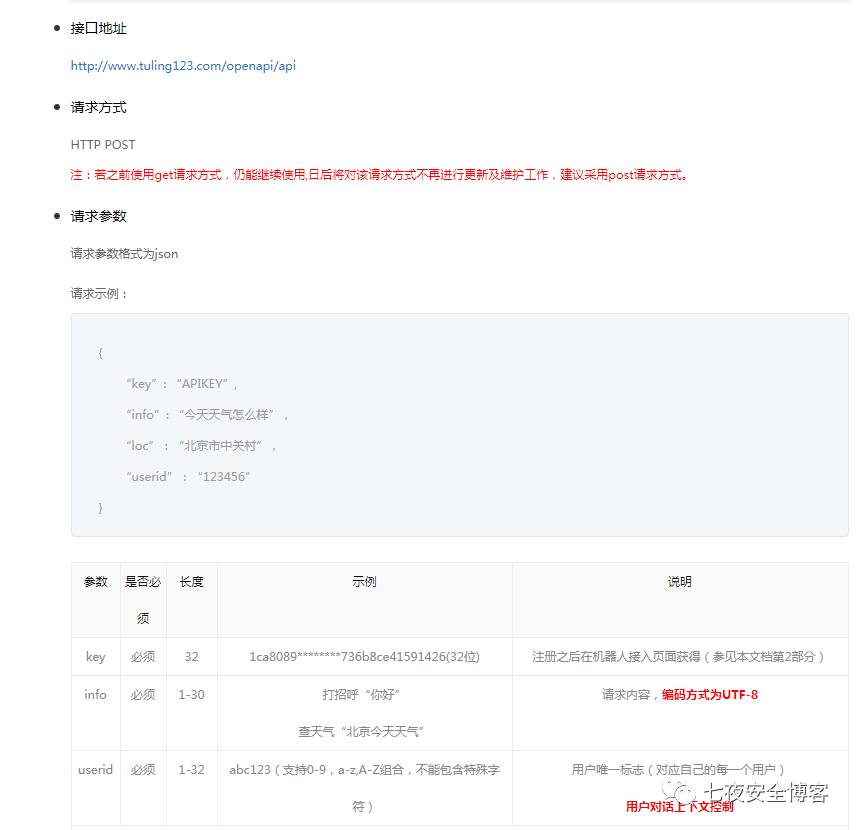 接口地址
http://www.tuling123.com/openapi/api
请求方式
HTTP POST
注：若之前使用get请求方式，仍能继续使用,日后将对该请求方式不再进行更新及维护工作，建议采用post请求方式。
请求参数
请求参数格式为json
请求示例：
{
“key”：“APIKEY”,
“info”：“今天天气怎么样”，
“loc”：“北京市中关村”，
“userid”：“123456”
}
参数 是否必须 长度 示例 说明
key 必须 32 1ca8089********736b8ce41591426(32位) 注册之后在机器人接入页面获得（参见本文档第2部分）
info 必须 1-30 打招呼“你好” 请求内容，编码方式为UTF-8
查天气“北京今天天气”
userid 必须 1-32 abc123（支持0-9，a-z,A-Z组合，不能包含特殊字符） 用户唯一标志（对应自己的每一个用户）
用户对话上下文控制
七夜安全博客